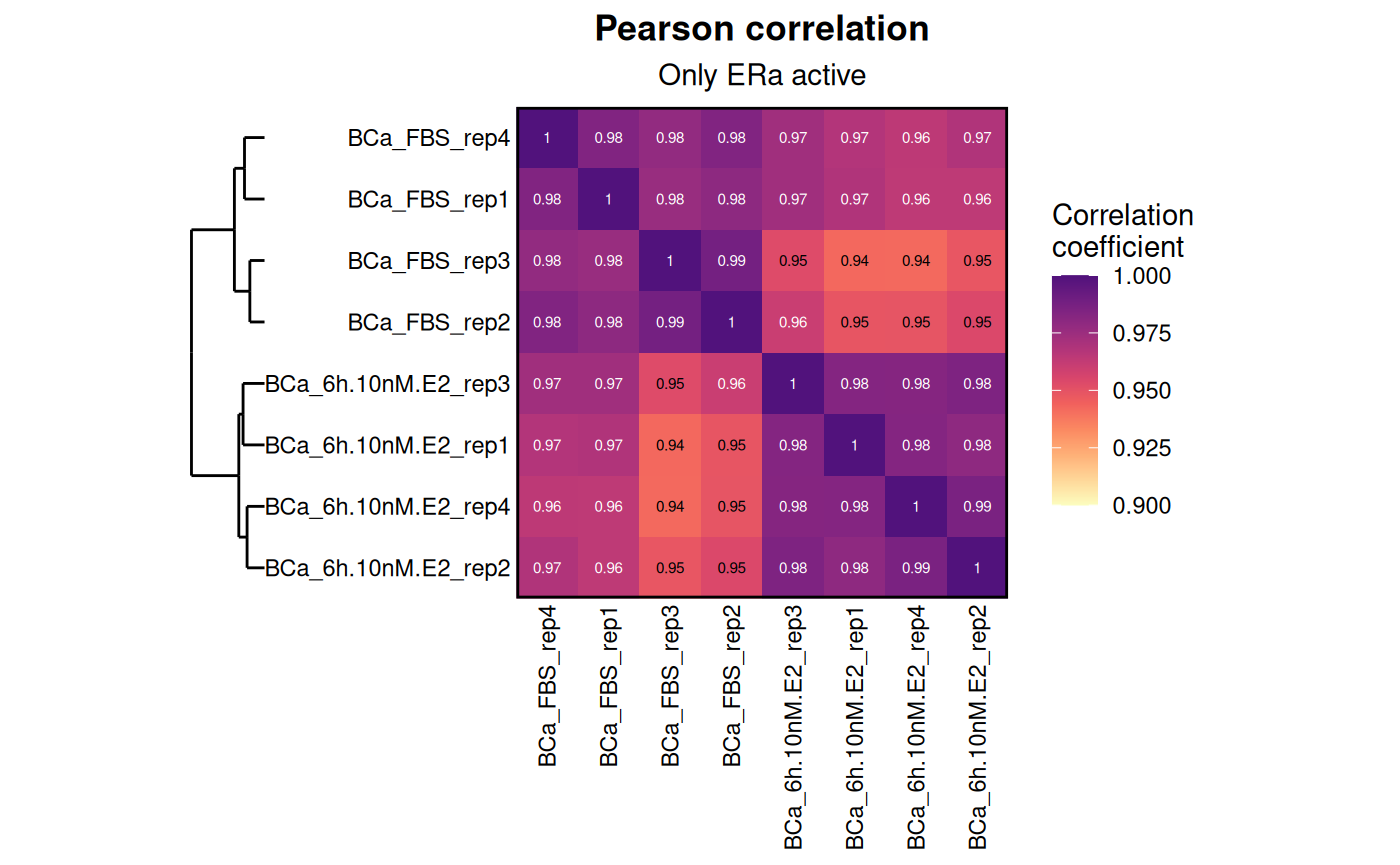 Pearson correlation
Only ERa active
BCa_FBS_rep4 1 0.98 0.98 0.98 0.97 0.97 0.96 0.97
BCa_FBS_rep1 0.98 1 0.98 0.98 0.97 0.97 0.96 0.96
BCa_FBS_rep3 0.98 0.98 1 0.99 0.95 0.94 0.94 0.95
BCa_FBS_rep2 0.98 0.98 0.99 1 0.96 0.95 0.95 0.95
BCa_6h.10nM.E2_rep3 0.97 0.97 0.95 0.96 1 0.98 0.98 0.98
BCa_6h.10nM.E2_rep1 0.97 0.97 0.94 0.95 0.98 1 0.98 0.98
BCa_6h.10nM.E2_rep4 0.96 0.96 0.94 0.95 0.98 0.98 1 0.99
BCa_6h.10nM.E2_rep2 0.97 0.96 0.95 0.95 0.98 0.98 0.99 1
BCa_FBS_rep4
BCa_FBS_rep1
BCa_FBS_rep3
BCa_FBS_rep2
BCa_6h.10nM.E2_rep3
BCa_6h.10nM.E2_rep1
BCa_6h.10nM.E2_rep4
BCa_6h.10nM.E2_rep2
Correlation
coefficient
1.000
0.975
0.950
0.925
0.900